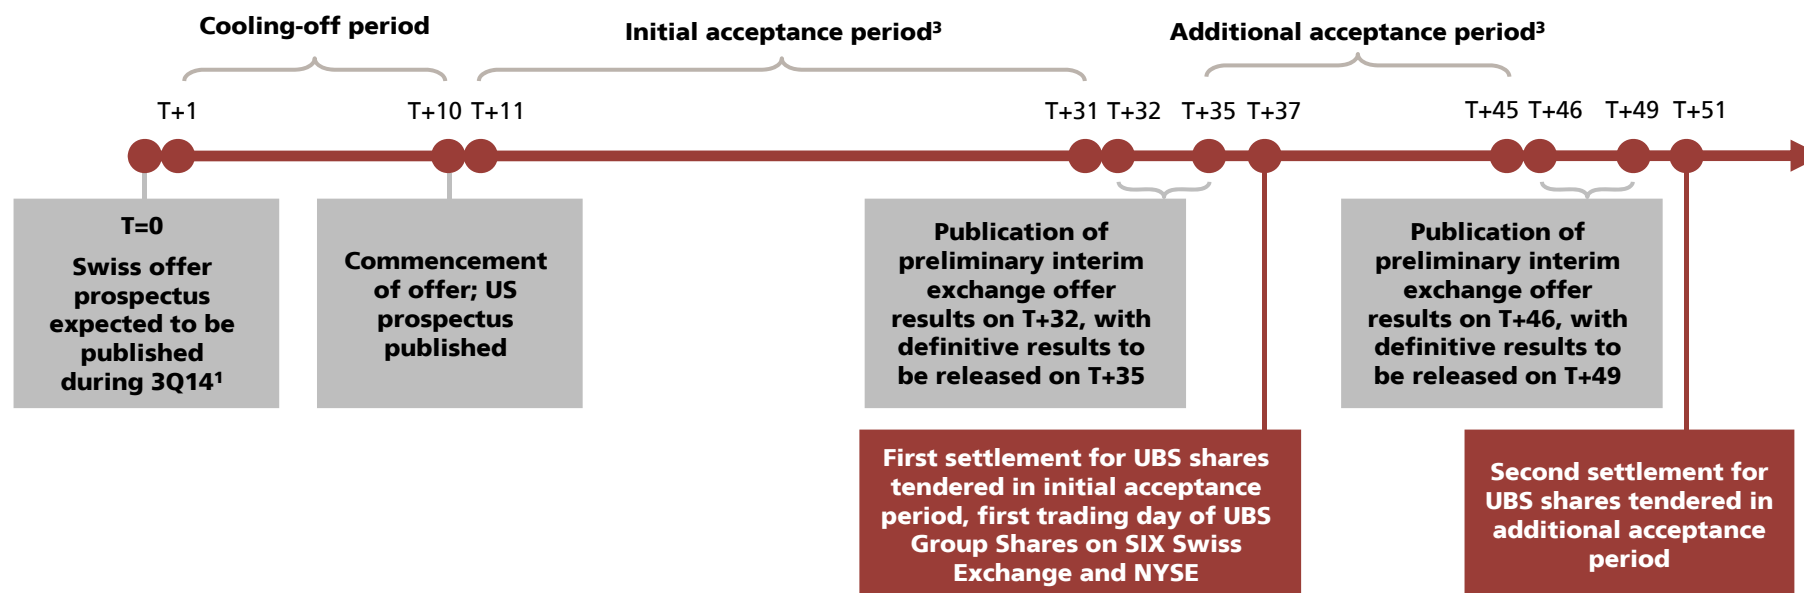 Cooling-off period
Initial acceptance period³
Additional acceptance period³
T+1
T+10
T+11
T+31
T+32
T+35
T+37
T+45
T+46
T+49
T+51
T=0
Swiss offer
prospectus
expected to be
published
during 3Q14¹
Commencement
of offer; US
prospectus
published
Publication of
preliminary interim
exchange offer
results on T+32, with
definitive results to
be released on T+35
Publication of
preliminary interim
exchange offer
results on T+46, with
definitive results to
be released on T+49
First settlement for UBS shares
tendered in initial acceptance
period, first trading day of UBS
Group Shares on SIX Swiss
Exchange and NYSE
Second settlement for
UBS shares tendered in
additional acceptance
period